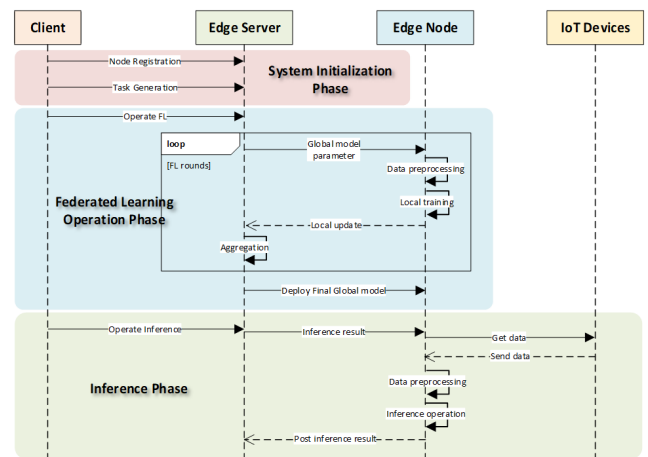 Client
Edge Server
Edge Node
IoT Devices
Node Registration
System Initialization
Phase
Task Generation
Operate FL
loop
Global model
parameter
[FL rounds]
Data preprocessing
Local training
Federated Learning
Operation Phase
Local update
Aggregation
Deploy Final Global model
Operate Inference
Inference result
Get data
Send data
Data preprocessing
Inference Phase
Inference operation
Post inference result